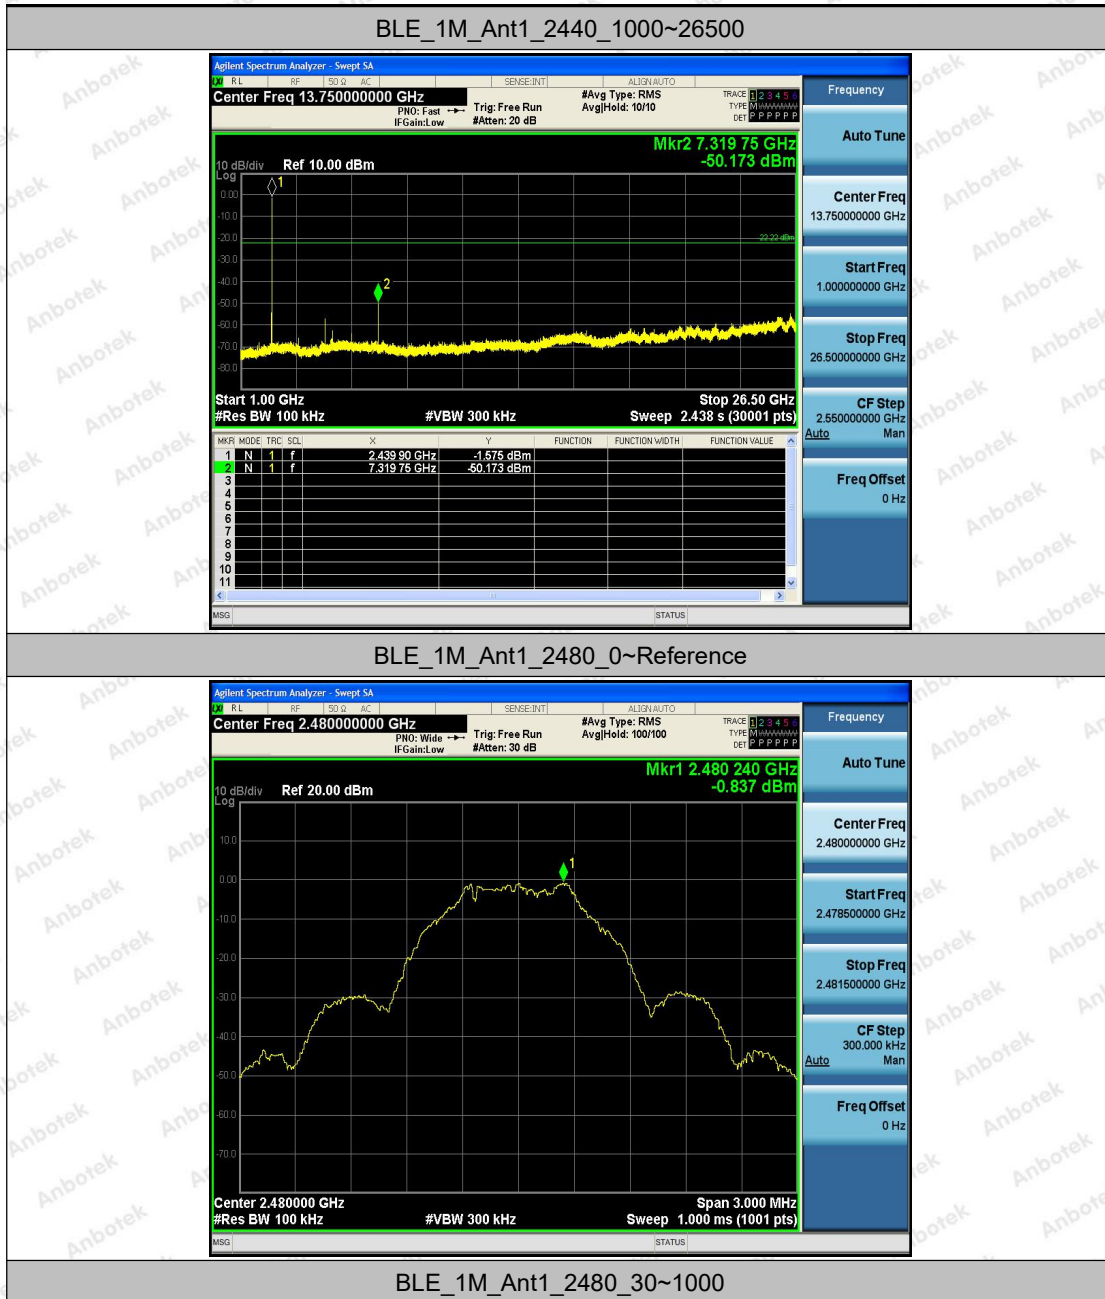 BLE_1M_Ant1_2440_1000~26500
Agilent Spectrum Analyzer - Swept SA
RL RF 50 Ω AC SENSE:INT ALIGNAUTO
Center Freq 13.750000000 GHz
PNO: Fast
IFGain:Low
Trig: Free Run
#Atten: 20 dB
#Avg Type: RMS
Avg|Hold: 10/10
TRACE 1 2 3 4 5 6
TYPE M
DET P P P P P P
Mkr2 7.319 75 GHz
-50.173 dBm
10 dB/div Ref 10.00 dBm
Log
0.00
-10.0
-20.0
-30.0
-40.0
-50.0
-60.0
-70.0
-80.0
1
2
Start 1.00 GHz Stop 26.50 GHz
#Res BW 100 kHz #VBW 300 kHz Sweep 2.438 s (30001 pts)
MKR MODE TRC SCL X Y FUNCTION FUNCTION WIDTH FUNCTION VALUE
1 N 1 f 2.439 90 GHz -1.575 dBm
2 N 1 f 7.319 75 GHz -50.173 dBm
3
4
5
6
7
8
9
10
11
MSG STATUS
Frequency
Auto Tune
Center Freq
13.750000000 GHz
Start Freq
1.000000000 GHz
Stop Freq
26.500000000 GHz
CF Step
2.550000000 GHz
Auto Man
Freq Offset
0 Hz
BLE_1M_Ant1_2480_0~Reference
Agilent Spectrum Analyzer - Swept SA
RL RF 50 Ω AC SENSE:INT ALIGNAUTO
Center Freq 2.480000000 GHz
PNO: Wide
IFGain:Low
Trig: Free Run
#Atten: 30 dB
#Avg Type: RMS
Avg|Hold: 100/100
TRACE 1 2 3 4 5 6
TYPE M
DET P P P P P P
Mkr1 2.480 240 GHz
-0.837 dBm
10 dB/div Ref 20.00 dBm
Log
10.0
0.00
-10.0
-20.0
-30.0
-40.0
-50.0
-60.0
-70.0
1
Center 2.480000 GHz Span 3.000 MHz
#Res BW 100 kHz #VBW 300 kHz Sweep 1.000 ms (1001 pts)
MSG STATUS
Frequency
Auto Tune
Center Freq
2.480000000 GHz
Start Freq
2.478500000 GHz
Stop Freq
2.481500000 GHz
CF Step
300.000 kHz
Auto Man
Freq Offset
0 Hz
BLE_1M_Ant1_2480_30~1000